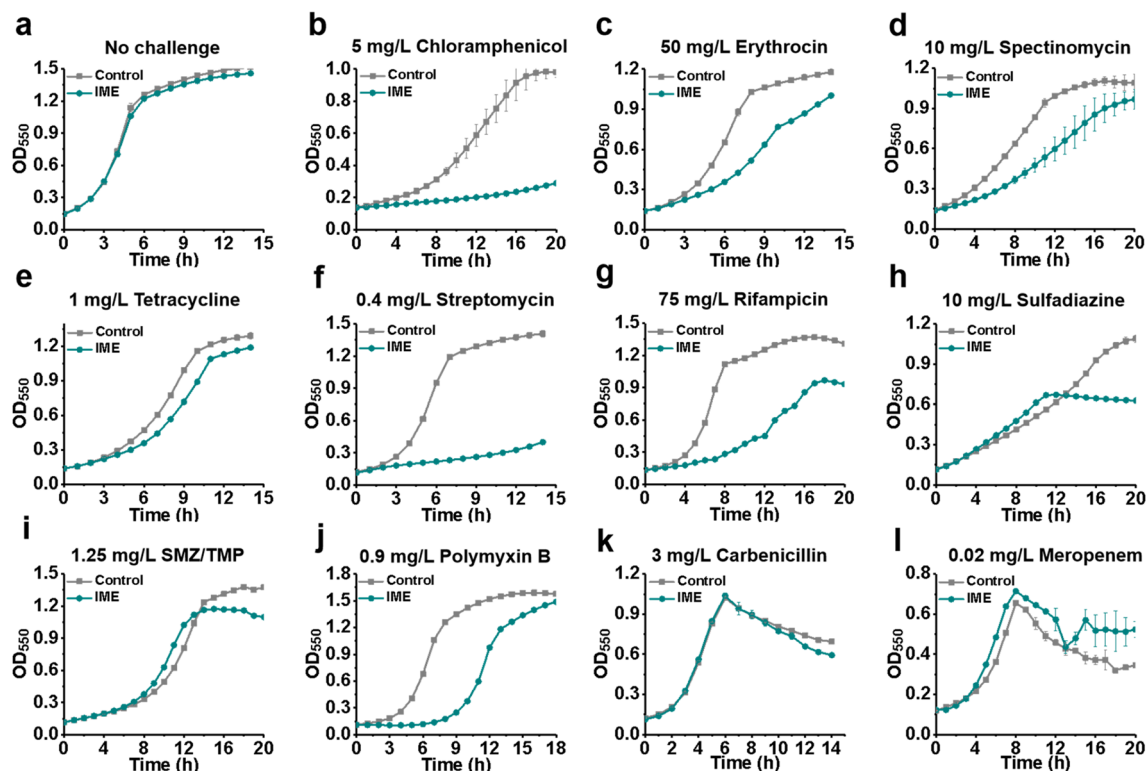 a
No challenge
OD550
1.5
1.2
0.9
0.6
0.3
0.0
Control
IME
0 3 6 9 12 15
Time (h)
b
5 mg/L Chloramphenicol
OD550
1.0
0.8
0.6
0.4
0.2
0.0
Control
IME
0 4 8 12 16 20
Time (h)
c
50 mg/L Erythrocin
OD550
1.2
0.9
0.6
0.3
0.0
Control
IME
0 3 6 9 12 15
Time (h)
d
10 mg/L Spectinomycin
OD550
1.2
0.9
0.6
0.3
0.0
Control
IME
0 4 8 12 16 20
Time (h)
e
1 mg/L Tetracycline
OD550
1.2
0.9
0.6
0.3
0.0
Control
IME
0 3 6 9 12 15
Time (h)
f
0.4 mg/L Streptomycin
OD550
1.5
1.2
0.9
0.6
0.3
0.0
Control
IME
0 3 6 9 12 15
Time (h)
g
75 mg/L Rifampicin
OD550
1.5
1.2
0.9
0.6
0.3
0.0
Control
IME
0 4 8 12 16 20
Time (h)
h
10 mg/L Sulfadiazine
OD550
1.2
0.9
0.6
0.3
0.0
Control
IME
0 4 8 12 16 20
Time (h)
i
1.25 mg/L SMZ/TMP
OD550
1.5
1.2
0.9
0.6
0.3
0.0
Control
IME
0 4 8 12 16 20
Time (h)
j
0.9 mg/L Polymyxin B
OD550
1.8
1.5
1.2
0.9
0.6
0.3
0.0
Control
IME
0 3 6 9 12 15 18
Time (h)
k
3 mg/L Carbenicillin
OD550
1.2
0.9
0.6
0.3
0.0
Control
IME
0 2 4 6 8 10 12 14
Time (h)
l
0.02 mg/L Meropenem
OD550
0.8
0.6
0.4
0.2
0.0
Control
IME
0 4 8 12 16 20
Time (h)